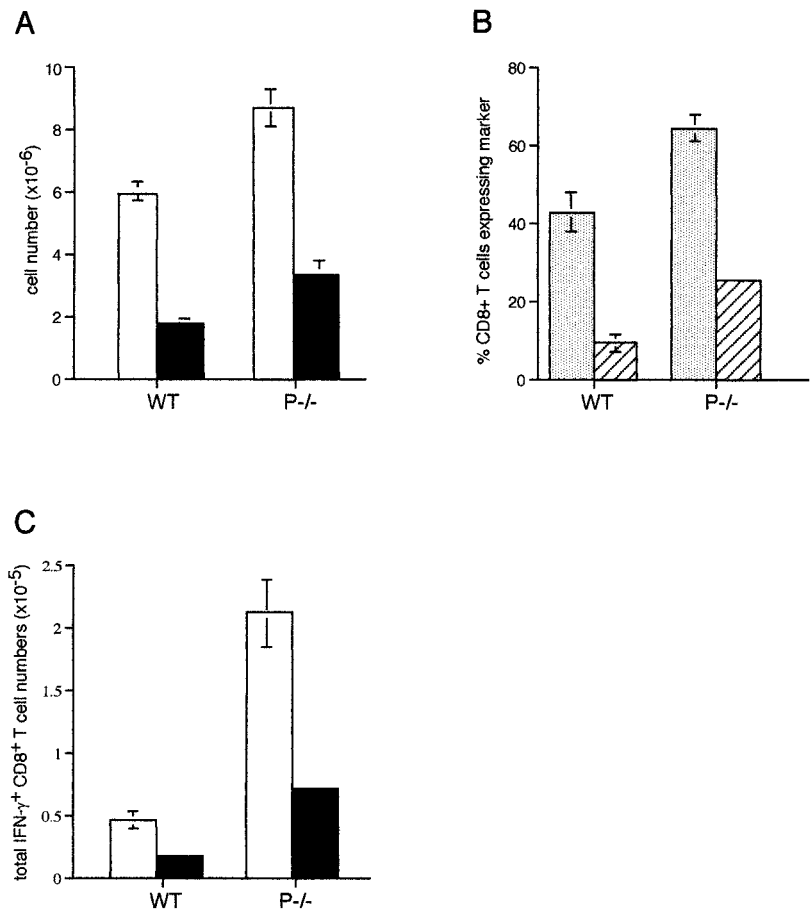 A
cell number (x10⁻⁶)
10
8
6
4
2
0
WT
P-/-
B
% CD8+ T cells expressing marker
80
60
40
20
0
WT
P-/-
C
total IFN-γ⁺ CD8⁺ T cell numbers (x10⁻⁵)
2.5
2
1.5
1
0.5
0
WT
P-/-